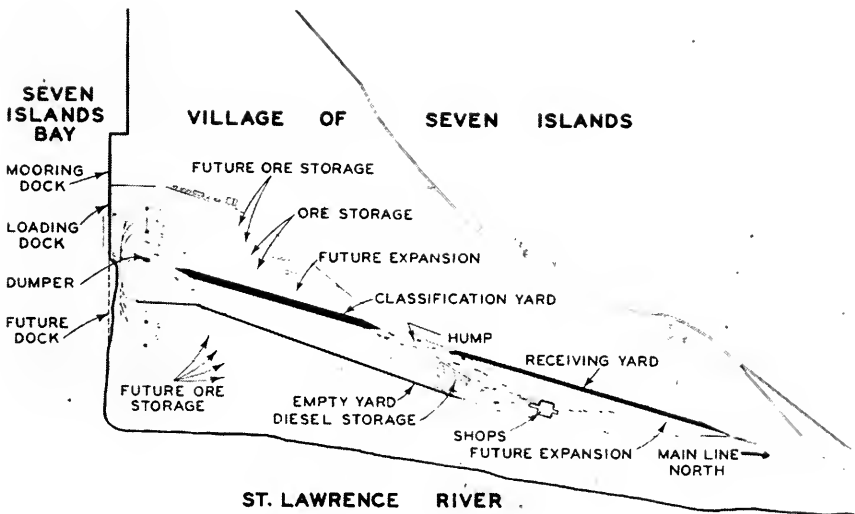 SEVEN
ISLANDS
BAY
VILLAGE OF SEVEN ISLANDS
MOORING
DOCK
FUTURE ORE STORAGE
ORE STORAGE
LOADING
DOCK
FUTURE EXPANSION
DUMPER
CLASSIFICATION YARD
FUTURE
DOCK
HUMP
RECEIVING YARD
FUTURE ORE
STORAGE
EMPTY YARD
DIESEL STORAGE
SHOPS
FUTURE EXPANSION
MAIN LINE
NORTH
ST. LAWRENCE RIVER